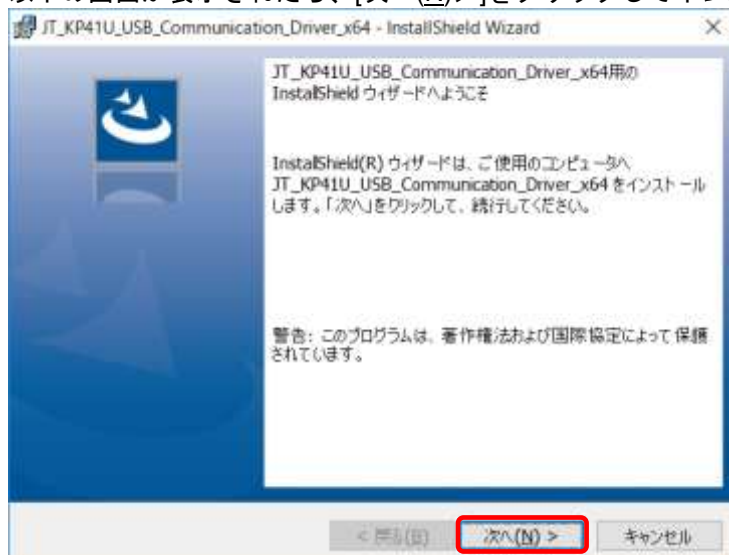 JT_KP41U_USB_Communication_Driver_x64 - InstallShield Wizard
JT_KP41U_USB_Communication_Driver_x64用の
InstallShield ウィザードへようこそ
InstallShield(R) ウィザードは、ご使用のコンピュータへ
JT_KP41U_USB_Communication_Driver_x64 をインストール
します。「次へ」をクリックして、続行してください。
警告: このプログラムは、著作権法および国際協定によって保護
されています。
< 戻る(B)
次へ(N) >
キャンセル